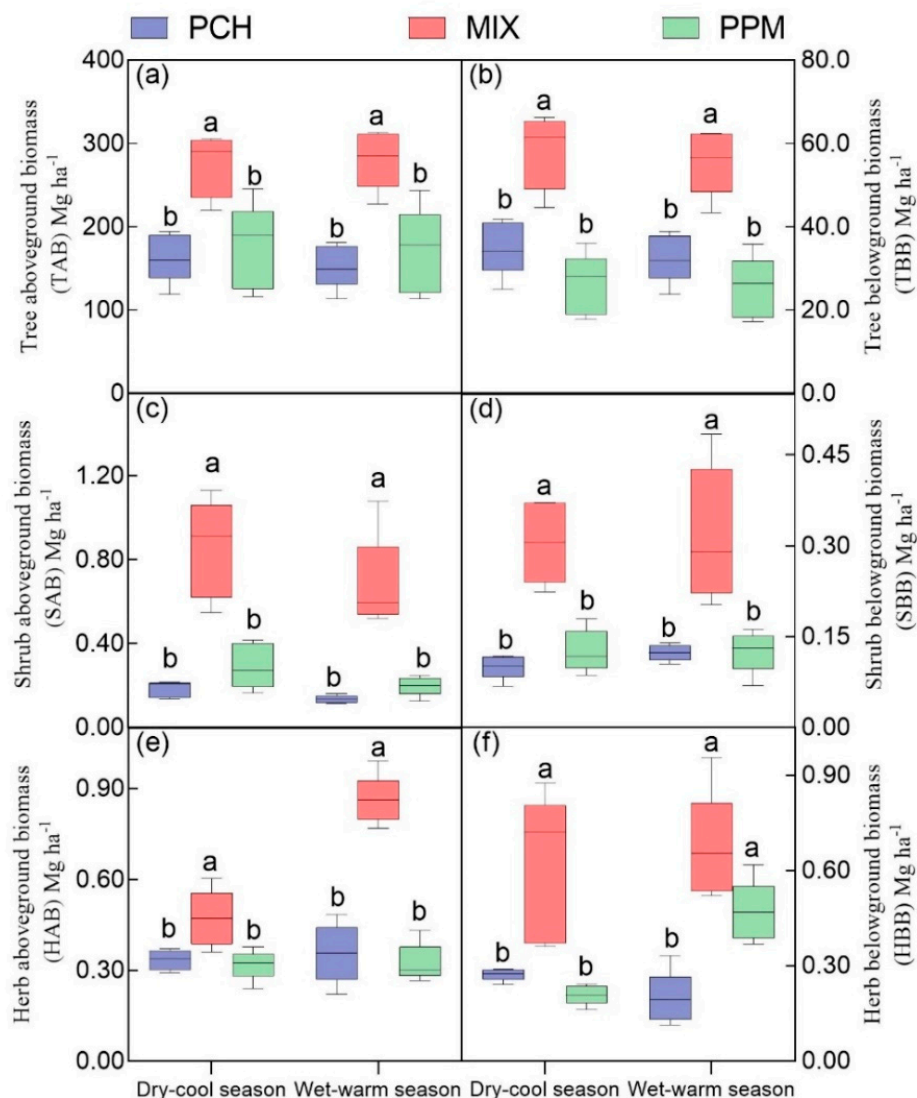 PCH MIX PPM
(a) (b)
400 300 200 100 0
Tree aboveground biomass
(TAB) Mg ha⁻¹
b a b b a b
b a b b a b
80.0 60.0 40.0 20.0 0.0
Tree belowground biomass
(TBB) Mg ha⁻¹
(c) (d)
1.20 0.80 0.40 0.00
Shrub aboveground biomass
(SAB) Mg ha⁻¹
b a b b a b
b a b b a b
0.45 0.30 0.15 0.00
Shrub belowground biomass
(SBB) Mg ha⁻¹
(e) (f)
0.90 0.60 0.30 0.00
Herb aboveground biomass
(HAB) Mg ha⁻¹
b a b b a b
b a b b a a
0.90 0.60 0.30 0.00
Herb belowground biomass
(HBB) Mg ha⁻¹
Dry-cool season Wet-warm season Dry-cool season Wet-warm season